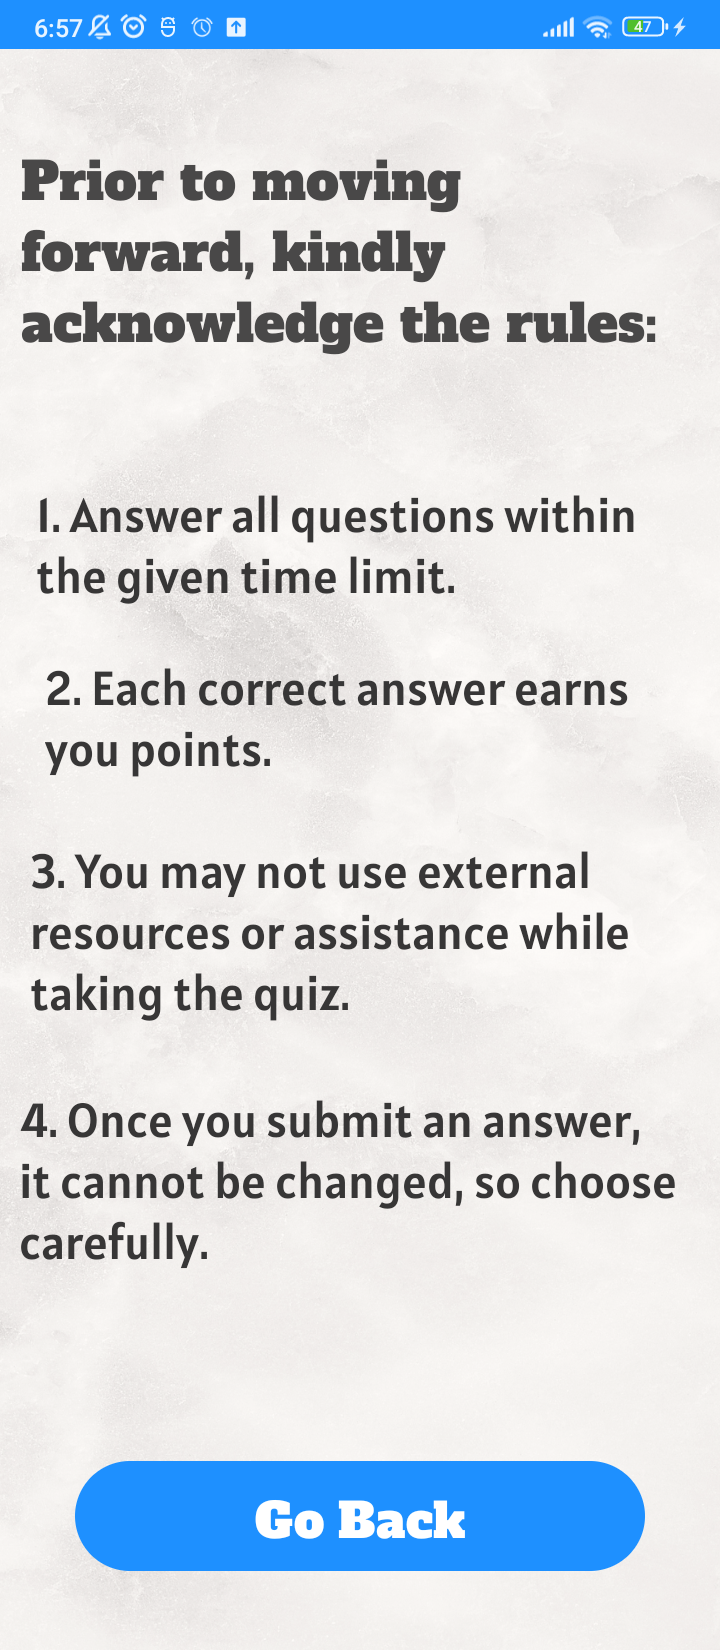 6:57
47
Prior to moving
forward, kindly
acknowledge the rules:
1. Answer all questions within
the given time limit.
2. Each correct answer earns
you points.
3. You may not use external
resources or assistance while
taking the quiz.
4. Once you submit an answer,
it cannot be changed, so choose
carefully.
Go Back